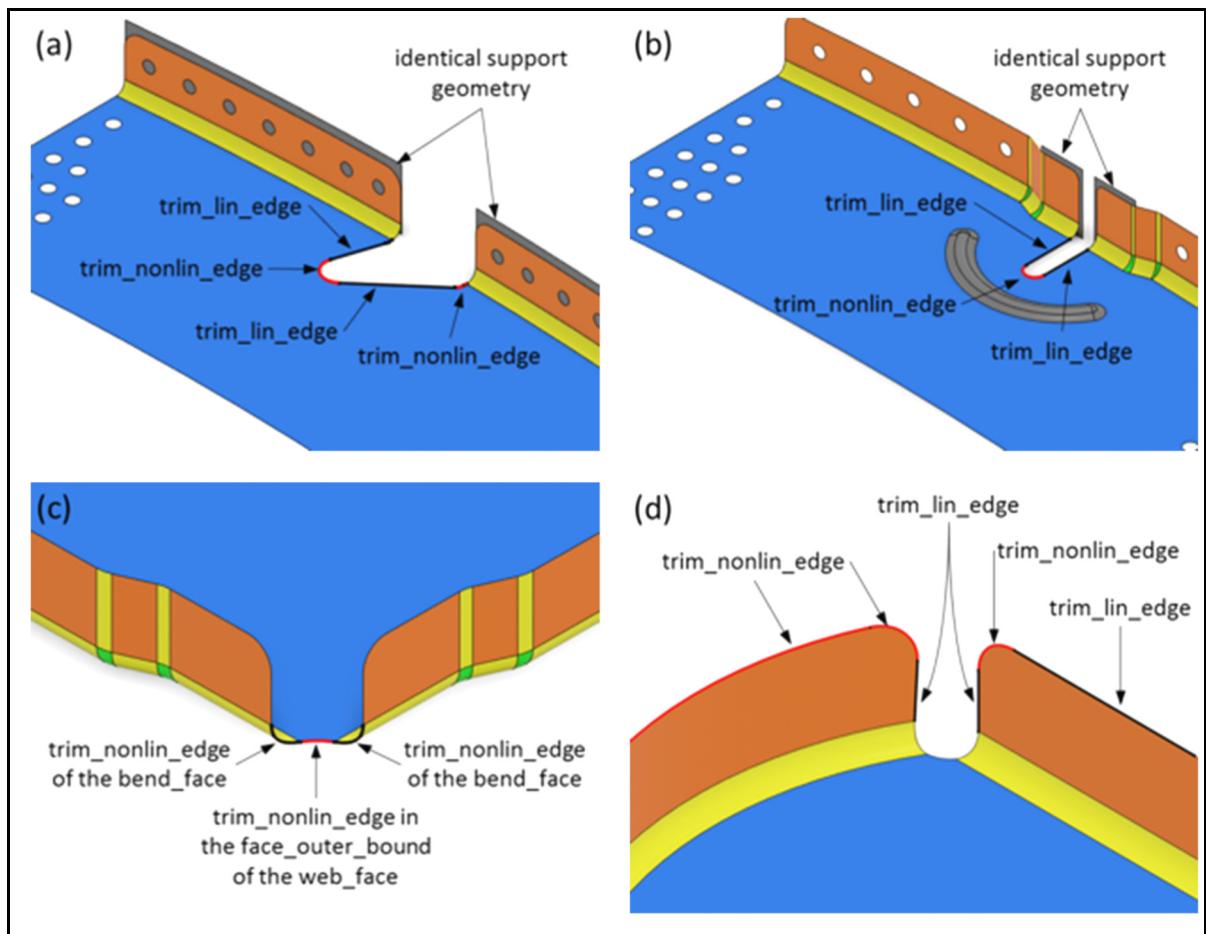 (a)
identical support
geometry
trim_lin_edge
trim_nonlin_edge
trim_lin_edge
trim_nonlin_edge
(b)
identical support
geometry
trim_lin_edge
trim_nonlin_edge
trim_lin_edge
(c)
trim_nonlin_edge
of the bend_face
trim_nonlin_edge
of the bend_face
trim_nonlin_edge in
the face_outer_bound
of the web_face
(d)
trim_lin_edge
trim_nonlin_edge
trim_nonlin_edge
trim_lin_edge